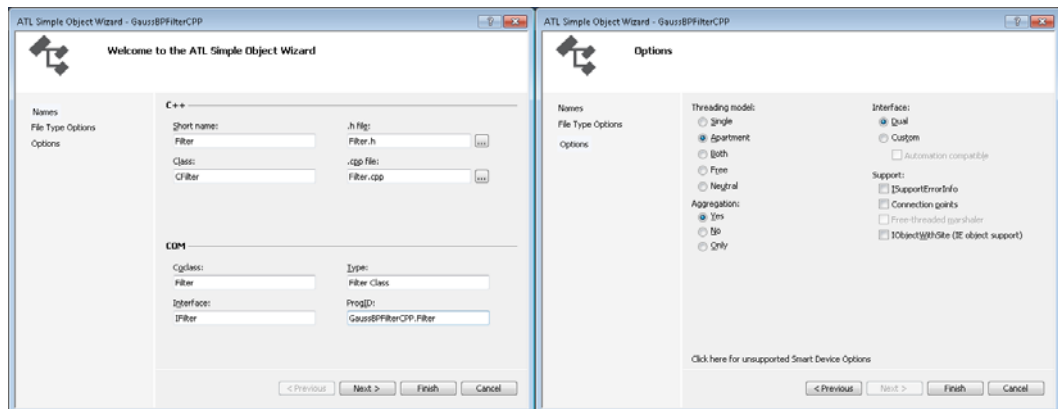 ATL Simple Object Wizard - GaussBPFilterCPP
Welcome to the ATL Simple Object Wizard
Names
File Type Options
Options
C++
Short name:
.h file:
Filter
Filter.h
...
Class:
.cpp file:
CFilter
Filter.cpp
...
COM
Coclass:
Type:
Filter
Filter Class
Interface:
ProgID:
IFilter
GaussBPFilterCPP.Filter
< Previous
Next >
Finish
Cancel
ATL Simple Object Wizard - GaussBPFilterCPP
Options
Names
File Type Options
Options
Threading model:
Single
Apartment
Both
Free
Neutral
Aggregation:
Yes
No
Only
Interface:
Dual
Custom
Automation compatible
Support:
ISupportErrorInfo
Connection points
Free-threaded marshaler
IObjectWithSite (IE object support)
Click here for unsupported Smart Device Options
< Previous
Next >
Finish
Cancel